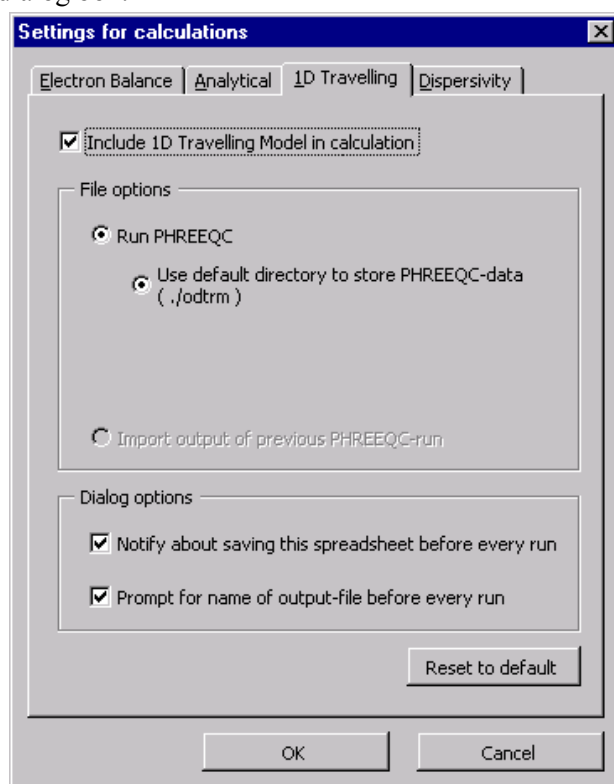 dialog box.
Settings for calculations
Electron Balance Analytical 1D Travelling Dispersivity
Include 1D Travelling Model in calculation
File options
Run PHREEQC
Use default directory to store PHREEQC-data
( ./odtrm )
Import output of previous PHREEQC-run
Dialog options
Notify about saving this spreadsheet before every run
Prompt for name of output-file before every run
Reset to default
OK Cancel